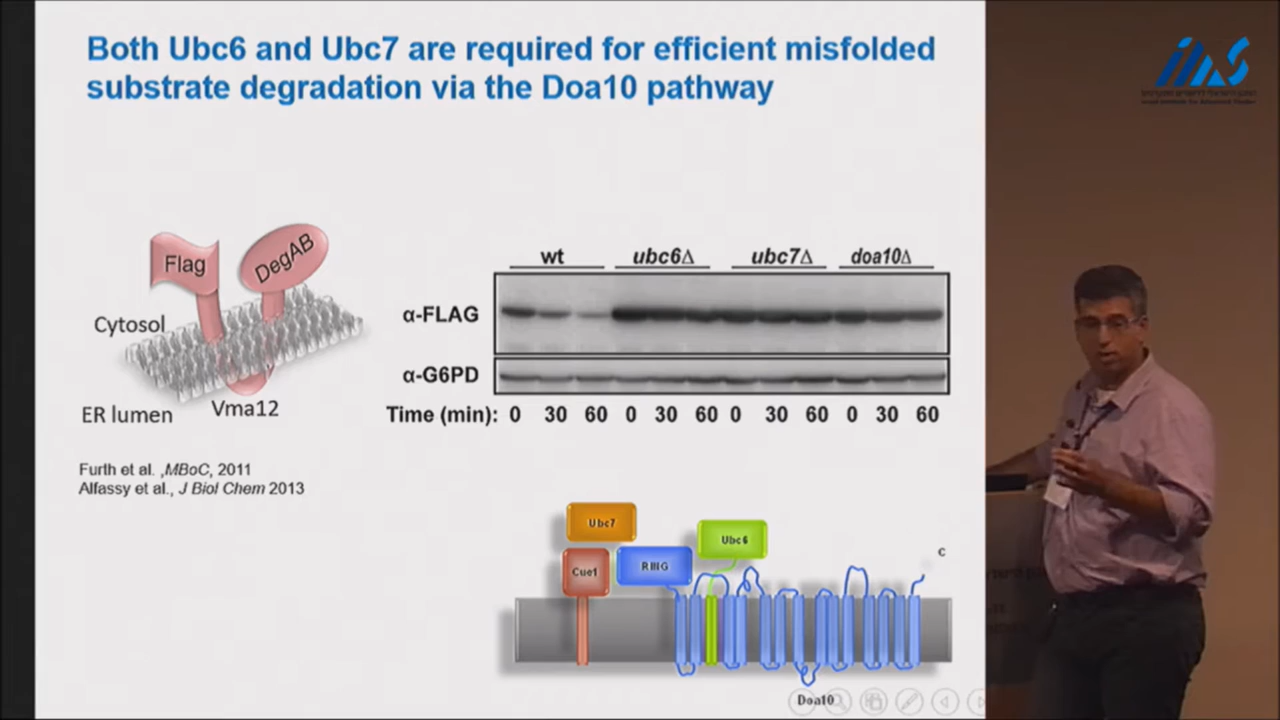 Both Ubc6 and Ubc7 are required for efficient misfolded
substrate degradation via the Doa10 pathway
Flag
DegAB
Cytosol
ER lumen
Vma12
Furth et al. ,MBoC, 2011
Alfassy et al., J Biol Chem 2013
wt ubc6Δ ubc7Δ doa10Δ
α-FLAG
α-G6PD
Time (min): 0 30 60 0 30 60 0 30 60 0 30 60
Ubc7
Ubc6
Cue1
RING
C
Doa10
IIAS